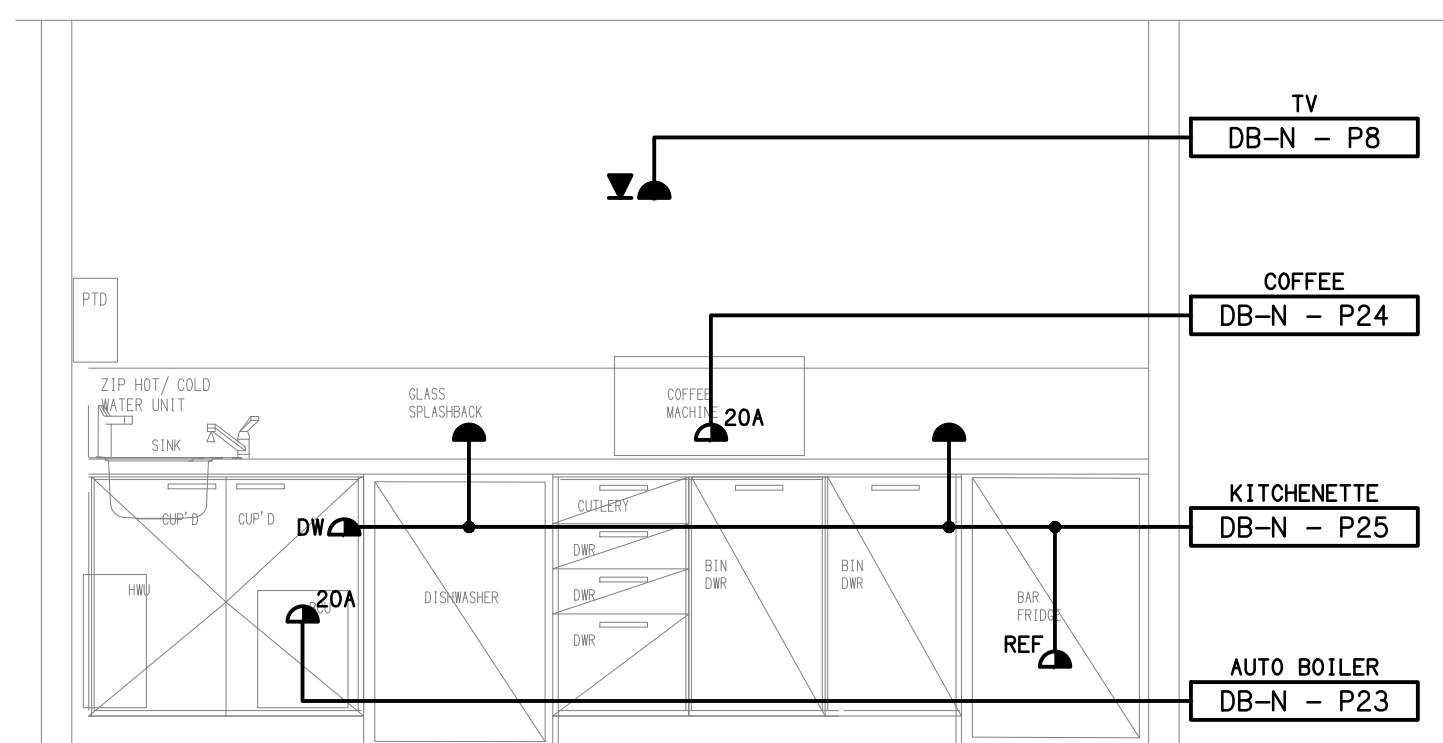 TV
DB-N - P8
COFFEE
DB-N - P24
PTD
ZIP HOT/ COLD
WATER UNIT
GLASS
SPLASHBACK
COFFEE
MACHINE
20A
SINK
KITCHENETTE
DB-N - P25
CUP'D
CUP'D
CUTLERY
DW
DWR
BIN
DWR
BIN
DWR
HWU
20A
BCU
DISHWASHER
DWR
BAR
FRIDGE
DWR
REF
AUTO BOILER
DB-N - P23